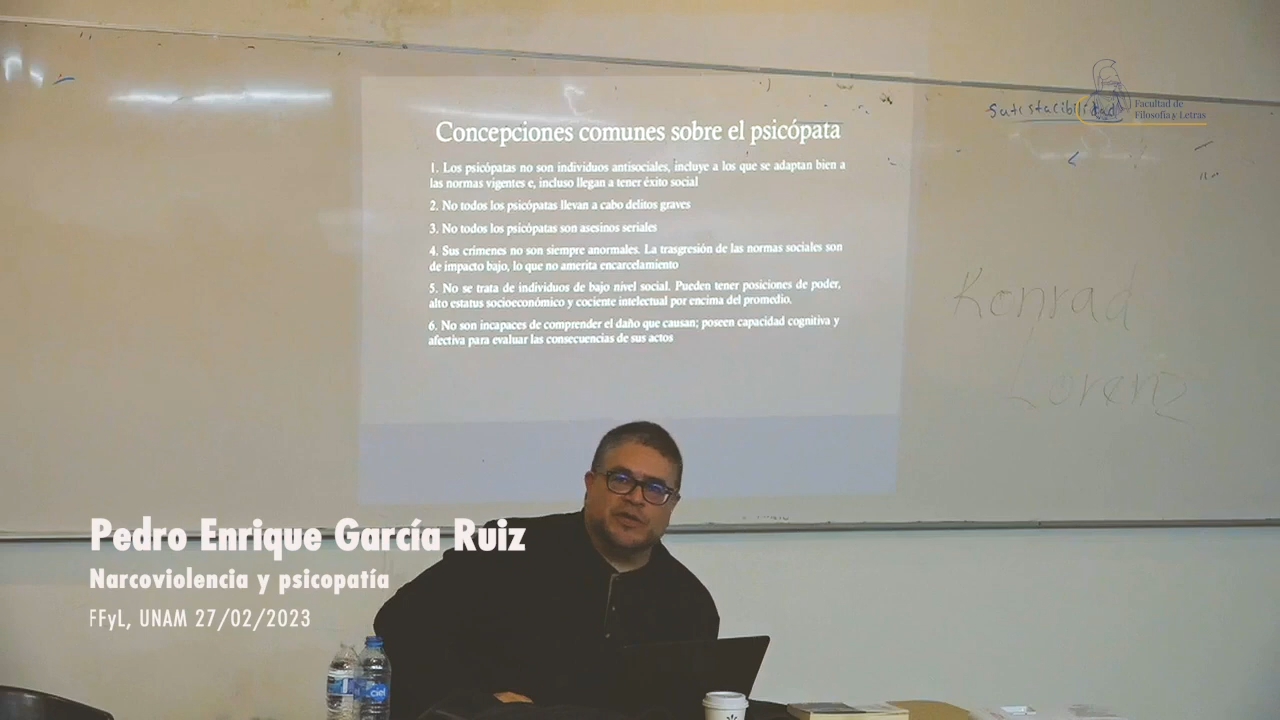 Satistacibilidad
Facultad de
Filosofía y Letras
Concepciones comunes sobre el psicópata
1. Los psicópatas no son individuos antisociales, incluye a los que se adaptan bien a
las normas vigentes e, incluso llegan a tener éxito social
2. No todos los psicópatas llevan a cabo delitos graves
3. No todos los psicópatas son asesinos seriales
4. Sus crímenes no son siempre anormales. La trasgresión de las normas sociales son
de impacto bajo, lo que no amerita encarcelamiento
5. No se trata de individuos de bajo nivel social. Pueden tener posiciones de poder,
alto estatus socioeconómico y cociente intelectual por encima del promedio.
6. No son incapaces de comprender el daño que causan; poseen capacidad cognitiva y
afectiva para evaluar las consecuencias de sus actos
Konrad
Lorenz
Pedro Enrique García Ruiz
Narcoviolencia y psicopatía
FFyL, UNAM 27/02/2023
ciel